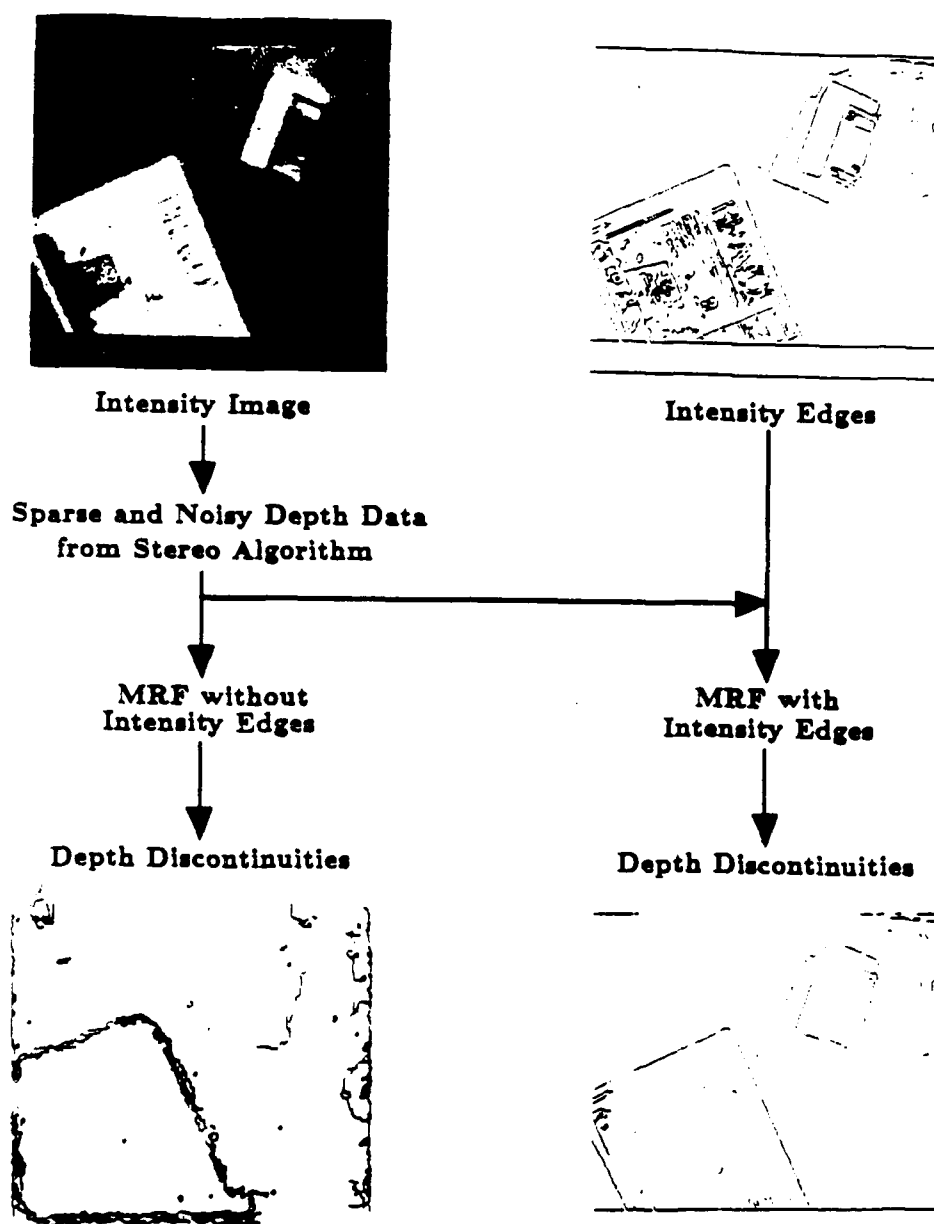 Intensity Image
Intensity Edges
Sparse and Noisy Depth Data
from Stereo Algorithm
MRF without
Intensity Edges
MRF with
Intensity Edges
Depth Discontinuities
Depth Discontinuities